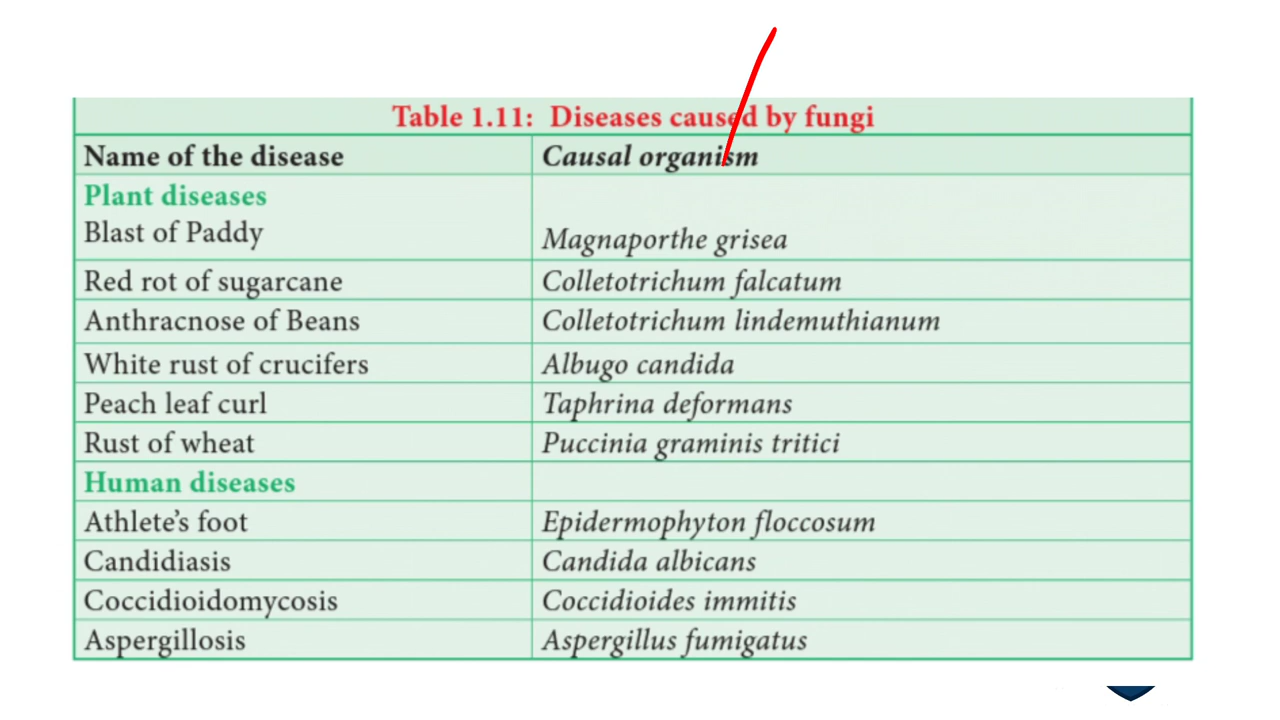 Table 1.11: Diseases caused by fungi
Name of the disease Causal organism
Plant diseases
Blast of Paddy Magnaporthe grisea
Red rot of sugarcane Colletotrichum falcatum
Anthracnose of Beans Colletotrichum lindemuthianum
White rust of crucifers Albugo candida
Peach leaf curl Taphrina deformans
Rust of wheat Puccinia graminis tritici
Human diseases
Athlete’s foot Epidermophyton floccosum
Candidiasis Candida albicans
Coccidioidomycosis Coccidioides immitis
Aspergillosis Aspergillus fumigatus